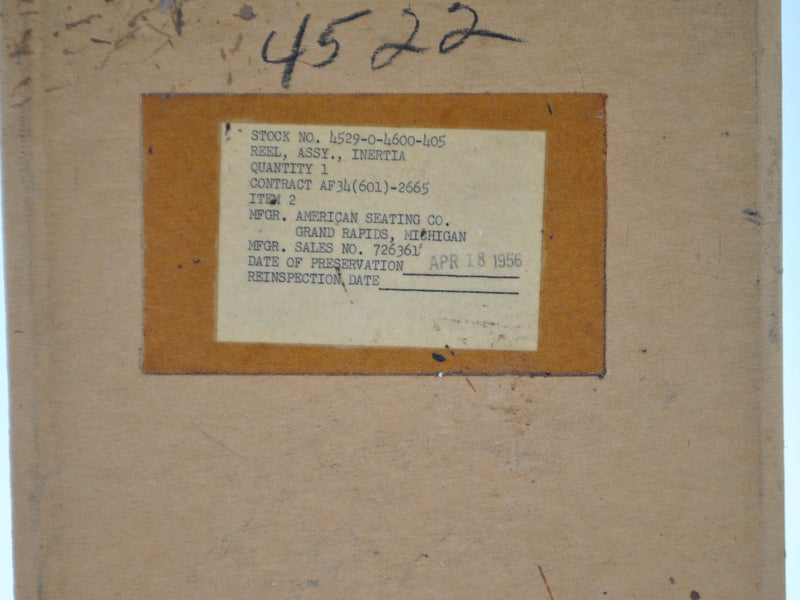 4522
STOCK NO. 4529-0-4600-405
REEL, ASSY., INERTIA
QUANTITY 1
CONTRACT AF34(601)-2665
ITEM 2
MFGR. AMERICAN SEATING CO.
GRAND RAPIDS, MICHIGAN
MFGR. SALES NO. 726361
DATE OF PRESERVATION APR 18 1956
REINSPECTION DATE